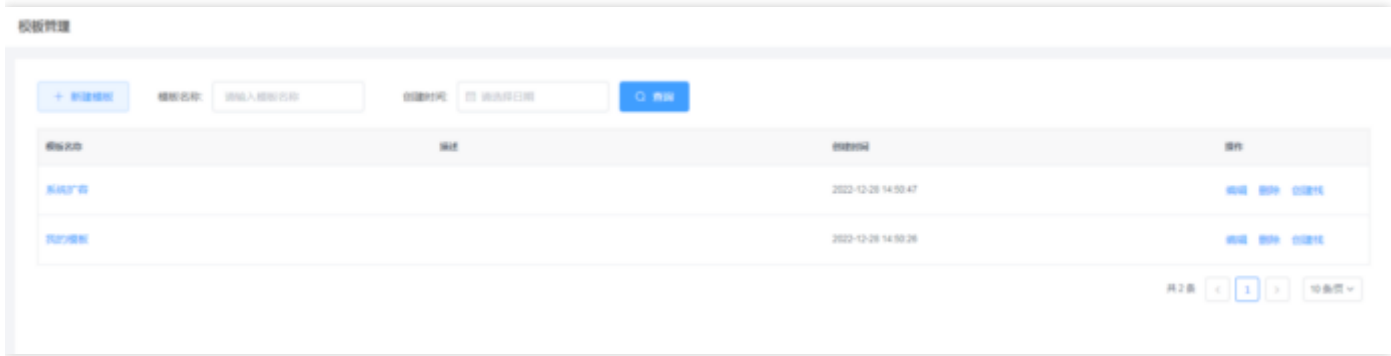 模板管理
+ 新建模板 模板名称: 请输入模板名称 创建时间: 请选择日期 查询
模板名称 描述 创建时间 操作
系统扩容 2022-12-28 14:50:47 编辑 删除 创建栈
我的模板 2022-12-28 14:50:26 编辑 删除 创建栈
共 2 条 < 1 > 10条/页